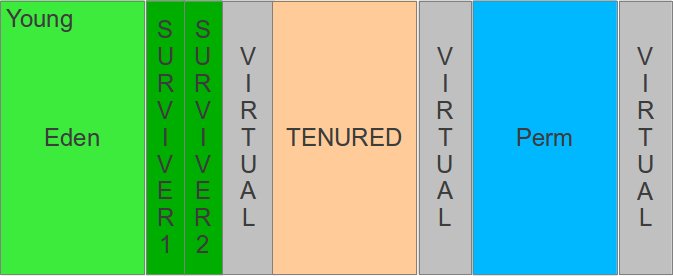 Young
Eden
SURVIVER1
SURVIVER2
VIRTUAL
TENURED
VIRTUAL
Perm
VIRTUAL